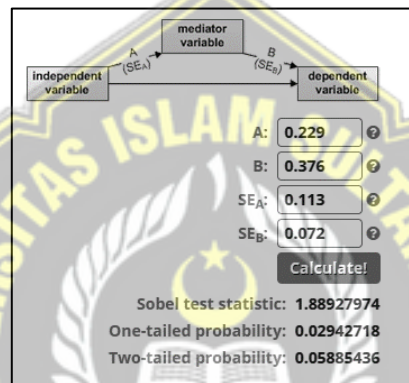 mediator
variable
A
(SEA)
B
(SEB)
independent
variable
dependent
variable
A: 0.229 ?
B: 0.376 ?
SEA: 0.113 ?
SEB: 0.072 ?
Calculate!
Sobel test statistic: 1.88927974
One-tailed probability: 0.02942718
Two-tailed probability: 0.05885436
ISLAM